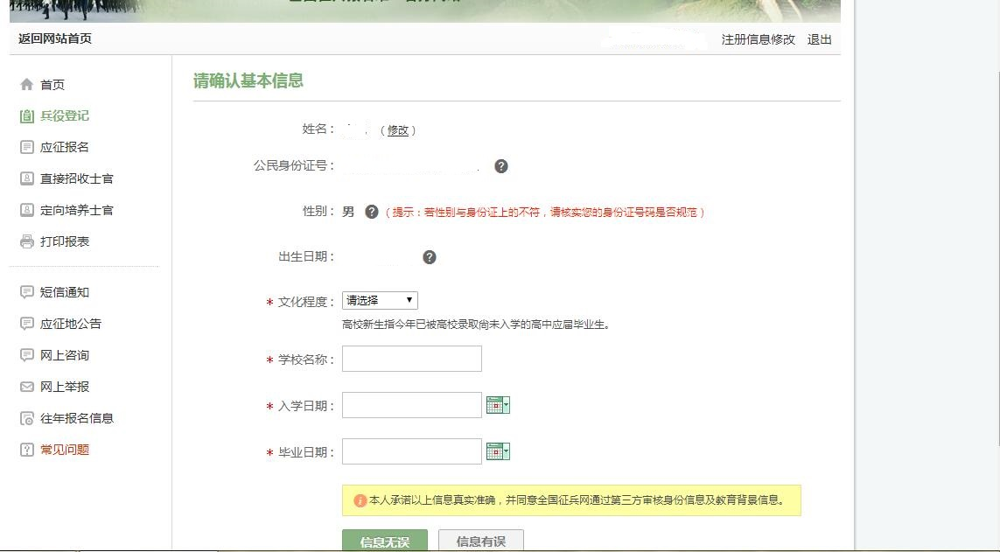 返回网站首页
注册信息修改 退出
首页
兵役登记
应征报名
直接招收士官
定向培养士官
打印报表
短信通知
应征地公告
网上咨询
网上举报
往年报名信息
常见问题
请确认基本信息
姓名：（修改）
公民身份证号： ?
性别： 男 ?（提示：若性别与身份证上的不符，请核实您的身份证号码是否规范）
出生日期： ?
* 文化程度： 请选择
高校新生指今年已被高校录取尚未入学的高中应届毕业生。
* 学校名称：
* 入学日期：
* 毕业日期：
本人承诺以上信息真实准确，并同意全国征兵网通过第三方审核身份信息及教育背景信息。
信息无误 信息有误